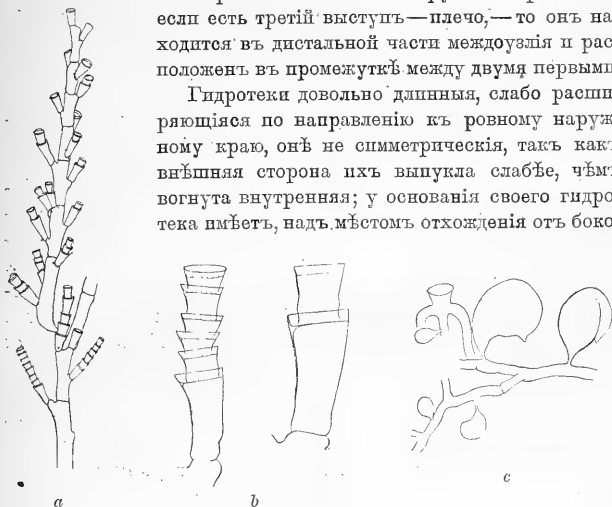 если есть третій выступъ—плечо,—то онъ на
ходится въ дистальной части междоузлія и рас
положенъ въ промежуткѣ между двумя первыми
Гидротеки довольно длинныя, слабо расши
ряющіяся по направленію къ ровному наруж
ному краю, онѣ не симметрическія, такъ какъ
внѣшняя сторона ихъ выпукла слабѣе, чѣмъ
вогнута внутренняя; у основанія своего гидро
тека имѣетъ, надъ мѣстомъ отхожденія отъ боко
a
b
c